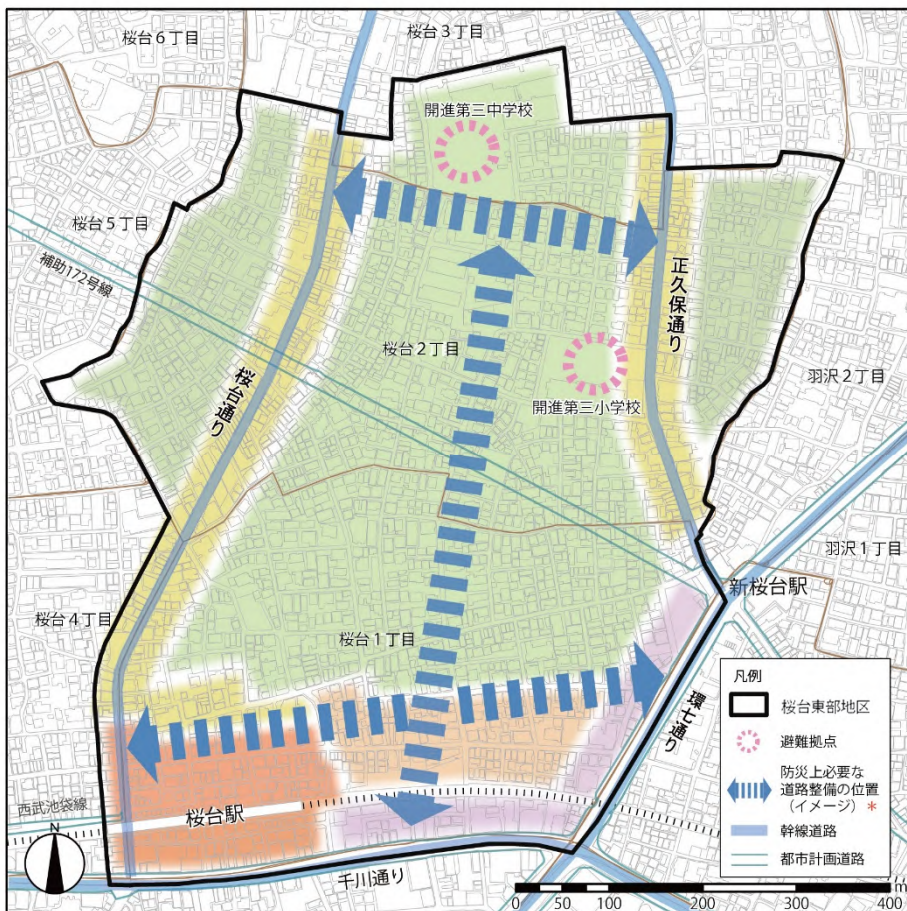 桜台6丁目
桜台3丁目
開進第三中学校
桜台5丁目
補助172号線
正久保通り
桜台2丁目
羽沢2丁目
桜台通り
開進第三小学校
羽沢1丁目
新桜台駅
桜台4丁目
桜台1丁目
環七通り
西武池袋線
桜台駅
千川通り
N
凡例
桜台東部地区
避難拠点
防災上必要な
道路整備の位置
（イメージ）*
幹線道路
都市計画道路
0 50 100 200 300 400 m